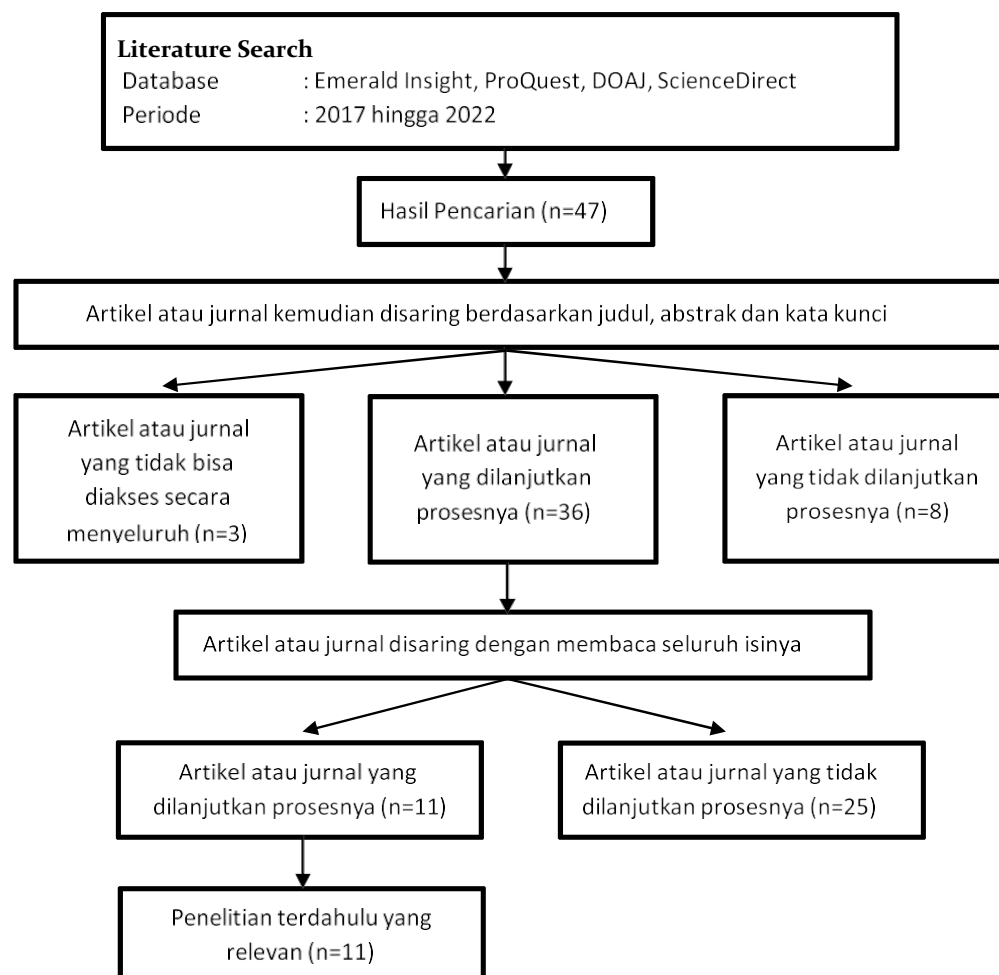 Literature Search
Database : Emerald Insight, ProQuest, DOAJ, ScienceDirect
Periode : 2017 hingga 2022
Hasil Pencarian (n=47)
Artikel atau jurnal kemudian disaring berdasarkan judul, abstrak dan kata kunci
Artikel atau jurnal
yang tidak bisa
diakses secara
menyeluruh (n=3)
Artikel atau jurnal
yang dilanjutkan
prosesnya (n=36)
Artikel atau jurnal
yang tidak dilanjutkan
prosesnya (n=8)
Artikel atau jurnal disaring dengan membaca seluruh isinya
Artikel atau jurnal yang
dilanjutkan prosesnya (n=11)
Artikel atau jurnal yang tidak
dilanjutkan prosesnya (n=25)
Penelitian terdahulu yang
relevan (n=11)